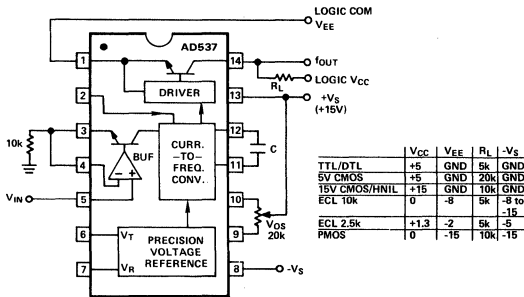 LOGIC COM
VEE
AD537
1
14
fOUT
RL
LOGIC VCC
DRIVER
2
13
+VS
(+15V)
3
12
10k
BUF
CURR.
-TO-
FREQ.
CONV.
C
4
11
- +
VIN
5
10
VOS
20k
6
VT
PRECISION
VOLTAGE
REFERENCE
9
7
VR
8
-VS
VCC VEE RL -VS
TTL/DTL +5 GND 5k GND
5V CMOS +5 GND 20k GND
15V CMOS/HNIL +15 GND 10k GND
ECL 10k 0 -8 5k -8 to
-15
ECL 2.5k +1.3 -2 5k -5
PMOS 0 -15 10k -15